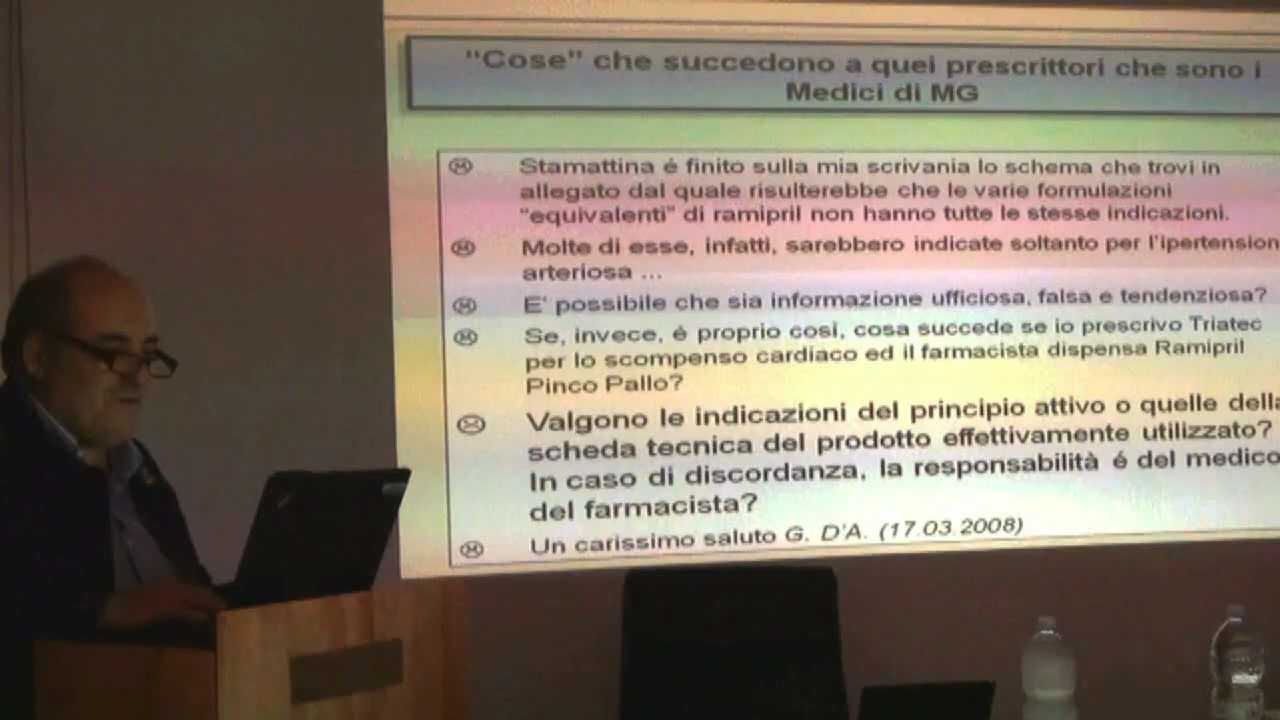 "Cose" che succedono a quei prescrittori che sono i
Medici di MG
Stamattina é finito sulla mia scrivania lo schema che trovi in
allegato dal quale risulterebbe che le varie formulazioni
"equivalenti" di ramipril non hanno tutte le stesse indicazioni.
Molte di esse, infatti, sarebbero indicate soltanto per l'ipertension
arteriosa ...
E' possibile che sia informazione ufficiosa, falsa e tendenziosa?
Se, invece, é proprio così, cosa succede se io prescrivo Triatec
per lo scompenso cardiaco ed il farmacista dispensa Ramipril
Pinco Pallo?
Valgono le indicazioni del principio attivo o quelle della
scheda tecnica del prodotto effettivamente utilizzato?
In caso di discordanza, la responsabilità é del medico
del farmacista?
Un carissimo saluto G. D'A. (17.03.2008)